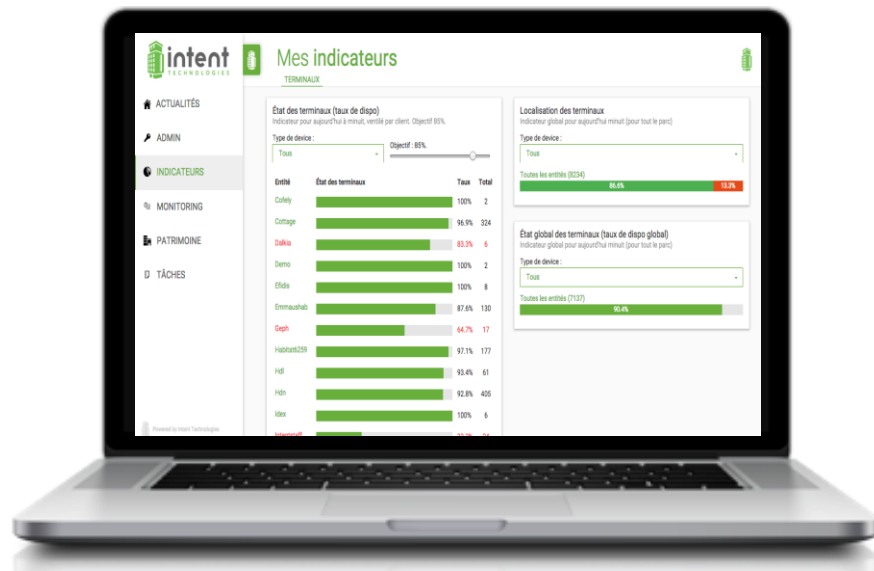 intent
TECHNOLOGIES
Mes indicateurs
TERMINAUX
ACTUALITÉS
ADMIN
INDICATEURS
MONITORING
PATRIMOINE
TÂCHES
Powered by Intent Technologies
État des terminaux (taux de dispo)
Indicateur pour aujourd'hui à minuit, ventilé par client. Objectif 85%.
Type de device :
Tous
Objectif : 85%
Entité État des terminaux Taux Total
Cofely 100% 2
Cottage 96.9% 324
Dalkia 83.3% 6
Demo 100% 2
Efidis 100% 8
Emmaushab 87.6% 130
Geph 64.7% 17
Habitat6259 97.1% 177
Hdl 93.4% 61
Hdn 92.8% 405
Idex 100% 6
Localisation des terminaux
Indicateur global pour aujourd'hui minuit (pour tout le parc)
Type de device :
Tous
Toutes les entités (8234)
86.6% 13.3%
État global des terminaux (taux de dispo global)
Indicateur global pour aujourd'hui minuit (pour tout le parc)
Type de device :
Tous
Toutes les entités (7137)
90.4%